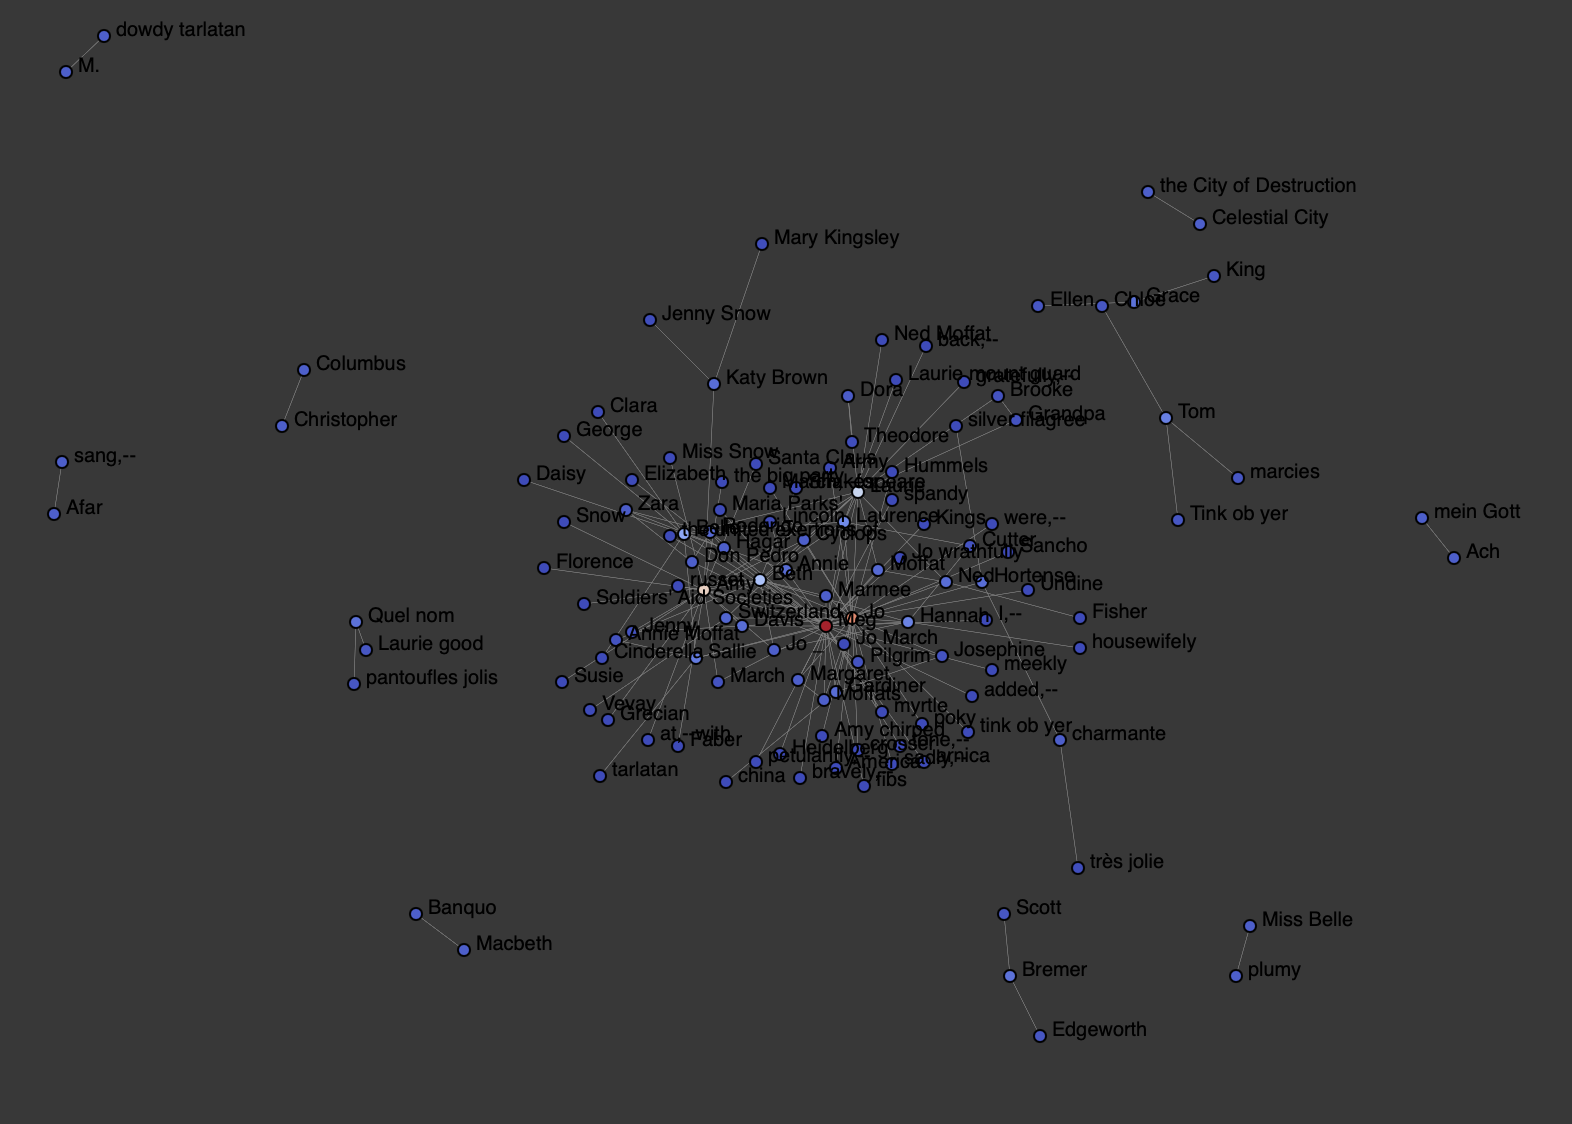 dowdy tarlatan
M.
the City of Destruction
Celestial City
Mary Kingsley
King
Grace
Ellen
Chloe
Jenny Snow
Ned Moffat
back,--
Columbus
Katy Brown
Laurie mount guard
gratefully,--
Dora
Brooke
Clara
Grandpa
Tom
Christopher
silver filagree
George
Theodore
Miss Snow
Santa Claus
sang,--
Army
Hummels
Daisy
Elizabeth
the big party
marcies
Shakespeare
Laurie
spandy
Zara
Maria Parks'
Afar
Snow
Lincoln
Laurence
Kings
were,--
Tink ob yer
mein Gott
Roderigo
Cyclops
Hagar
Cutter
Sancho
Don Pedro
Jo wrathfully
Ach
Florence
Annie
Moffat
russet
Amy
Beth
Ned
Hortense
Undine
Marmee
Soldiers' Aid Societies
Switzerland
Jo
Quel nom
Davis
Meg
Hannah
I,--
Fisher
Jenny
Annie Moffat
Laurie good
Jo _
Jo March
housewifely
Cinderella
Sallie
Pilgrim
Josephine
meekly
pantoufles jolis
Susie
March
Margaret
Gardiner
Moffats
added,--
Vevay
Grecian
myrtle
poky
tink ob yer
charmante
at,--with
Faber
Amy chirped
Heidelberg
crosser
tone,--
petulantly
America
sadly,--
arnica
tarlatan
china
bravely,--
fibs
très jolie
Banquo
Scott
Miss Belle
Macbeth
Bremer
plumy
Edgeworth